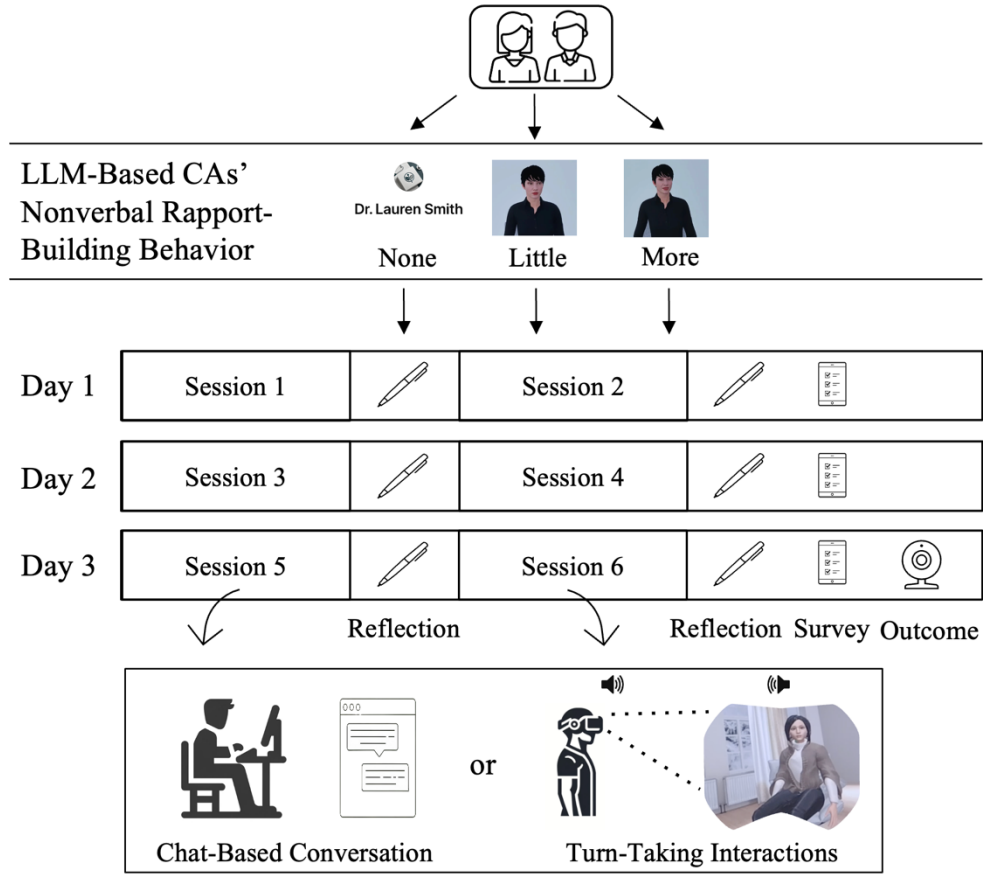 LLM-Based CAs’
Nonverbal Rapport-
Building Behavior
Dr. Lauren Smith
None
Little
More
Day 1
Session 1
Session 2
Day 2
Session 3
Session 4
Day 3
Session 5
Session 6
Reflection
Reflection
Survey
Outcome
or
Chat-Based Conversation
Turn-Taking Interactions